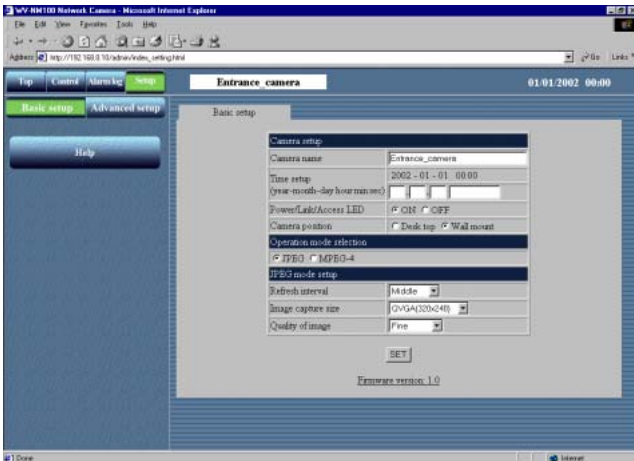 WV-NM100 Network Camera - Microsoft Internet Explorer
File Edit View Favorites Tools Help
Address http://192.168.0.10/admin/index_setting.html Go Links
Top Control Alarm log Setup Entrance_camera 01/01/2002 00:00
Basic setup Advanced setup
Help
Basic setup
Camera setup
Camera name Entrance_camera
Time setup 2002 - 01 - 01 00:00
(year-month-day hour:min:sec)
Power/Link/Access LED ON OFF
Camera position Desk top Wall mount
Operation mode selection
JPEG MPEG-4
JPEG mode setup
Refresh interval Middle
Image capture size QVGA(320x240)
Quality of image Fine
SET
Firmware version: 1.0
Done Internet